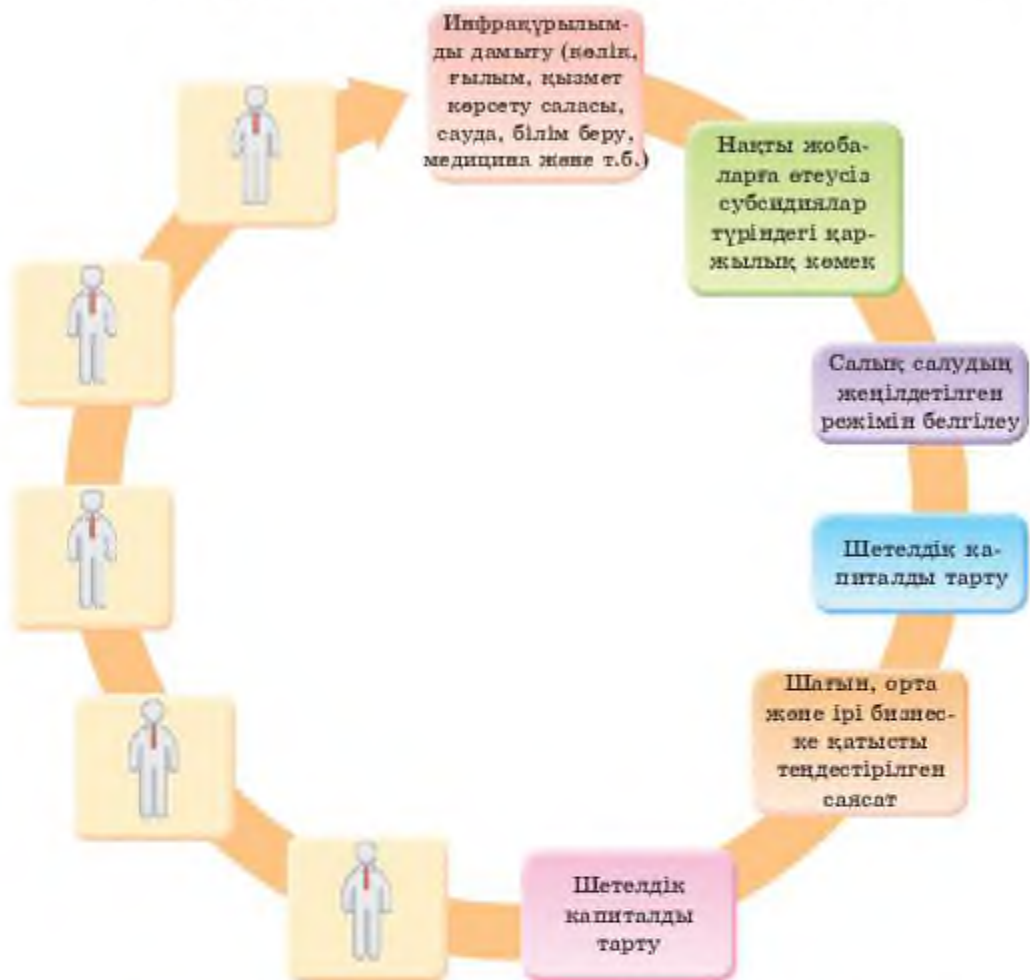 Инфрақұрылым-
ды дамыту (көлік,
ғылым, қызмет
көрсету саласы,
сауда, білім беру,
медицина және т.б.)
Нақты жоба-
ларға өтеусіз
субсидиялар
түріндегі қар-
жылық көмек
Салық салудың
жеңілдетілген
режімін белгілеу
Шетелдік ка-
питалды тарту
Шағын, орта
және ірі бизнес-
ке қатысты
теңдестірілген
саясат
Шетелдік
капиталды
тарту